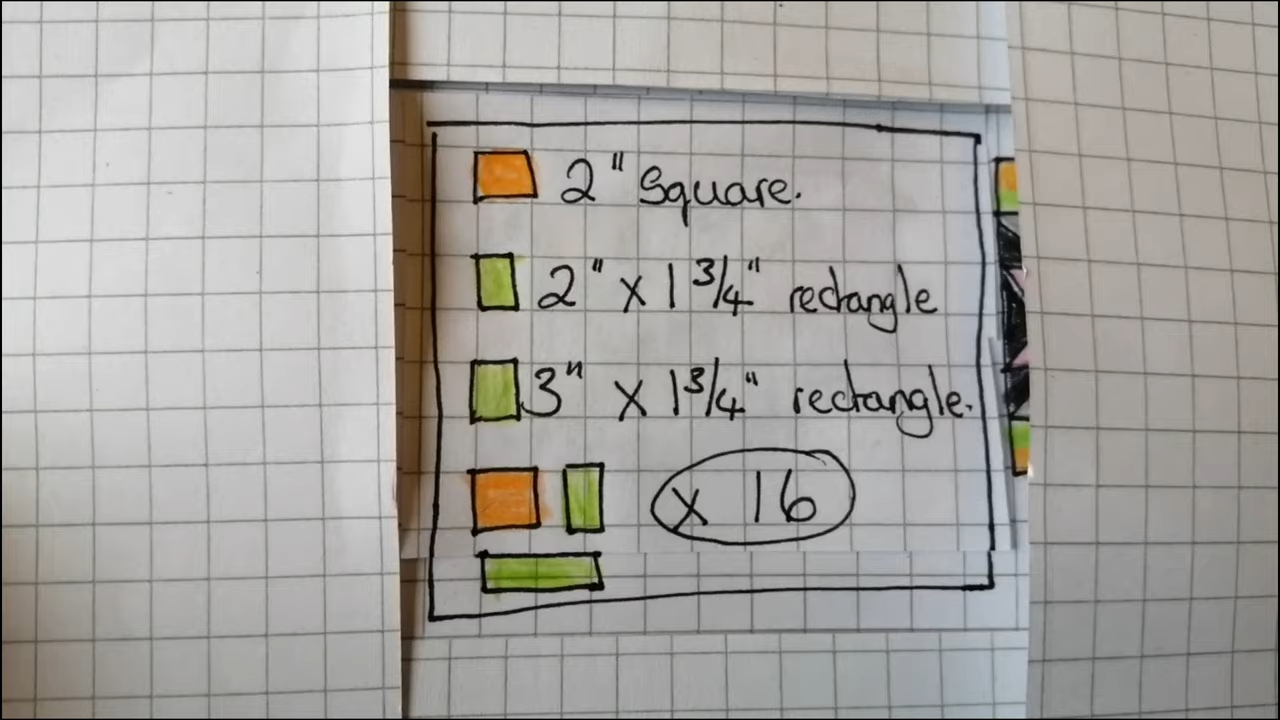 2" Square.
2" x 1 3/4" rectangle
3" x 1 3/4" rectangle.
x 16